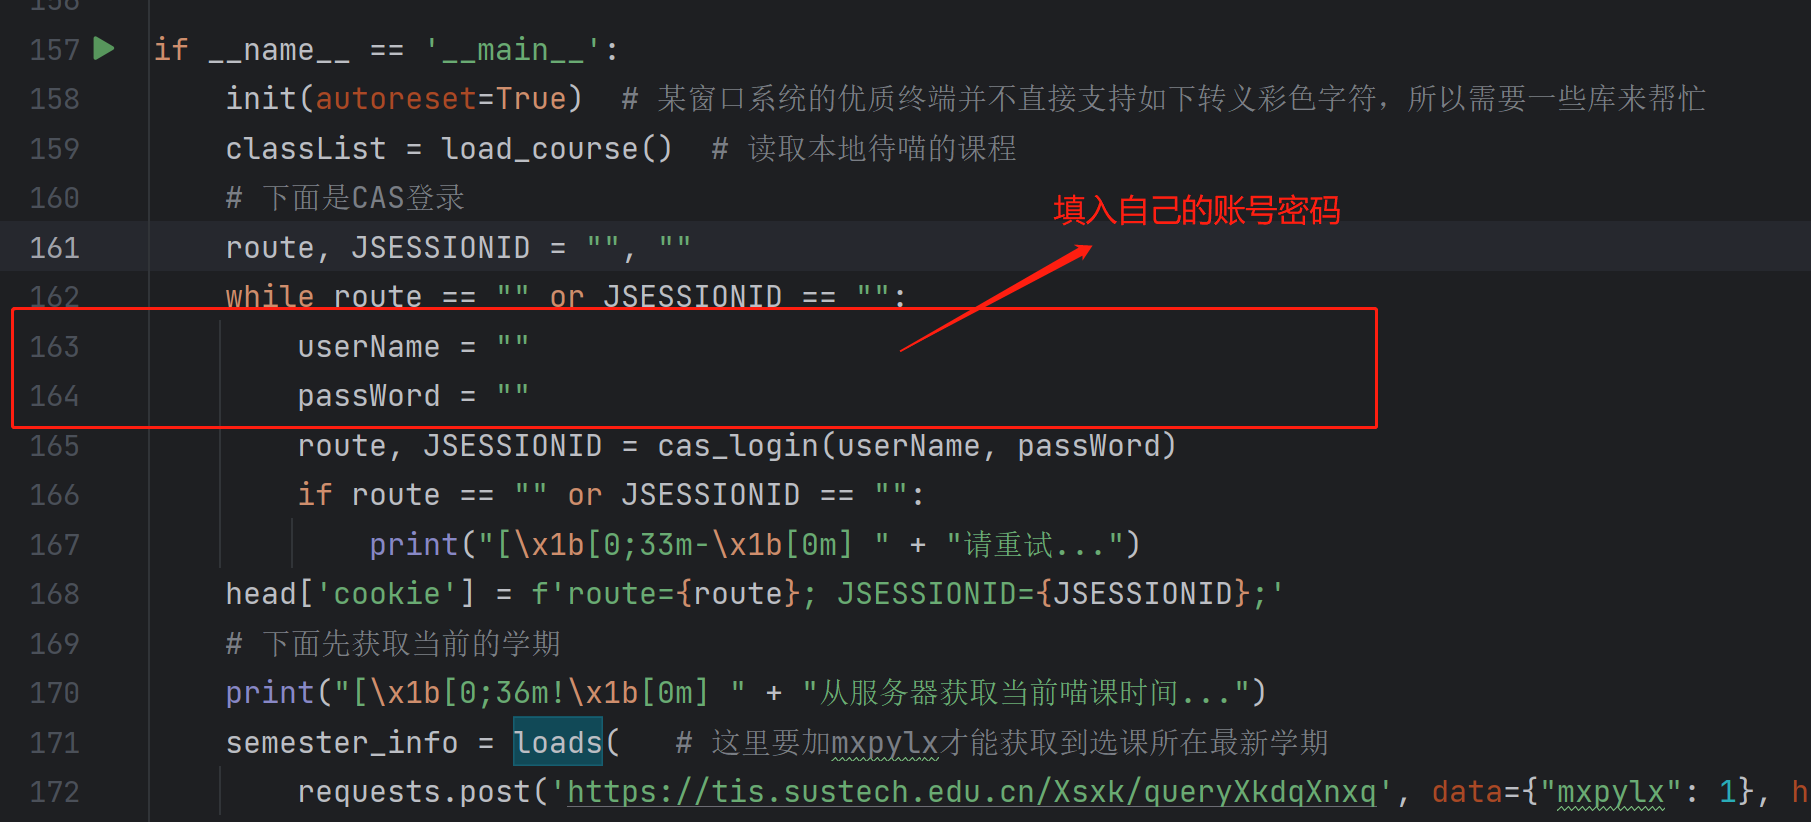 156
157 if __name__ == '__main__':
158 init(autoreset=True)  # 某窗口系统的优质终端并不直接支持如下转义彩色字符，所以需要一些库来帮忙
159 classList = load_course()  # 读取本地待喵的课程
160 # 下面是CAS登录
填入自己的账号密码
161 route, JSESSIONID = "", ""
162 while route == "" or JSESSIONID == "":
163 userName = ""
164 passWord = ""
165 route, JSESSIONID = cas_login(userName, passWord)
166 if route == "" or JSESSIONID == "":
167 print("[\x1b[0;33m-\x1b[0m] " + "请重试...")
168 head['cookie'] = f'route={route}; JSESSIONID={JSESSIONID};'
169 # 下面先获取当前的学期
170 print("[\x1b[0;36m!\x1b[0m] " + "从服务器获取当前喵课时间...")
171 semester_info = loads(   # 这里要加mxpylx才能获取到选课所在最新学期
172 requests.post('https://tis.sustech.edu.cn/Xsxk/queryXkdqXnxq', data={"mxpylx": 1}, h